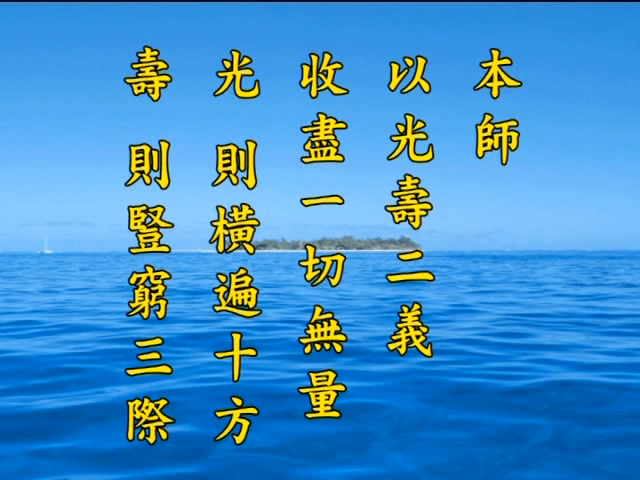 本師
以光壽二義
收盡一切無量
光 則橫遍十方
壽 則豎窮三際